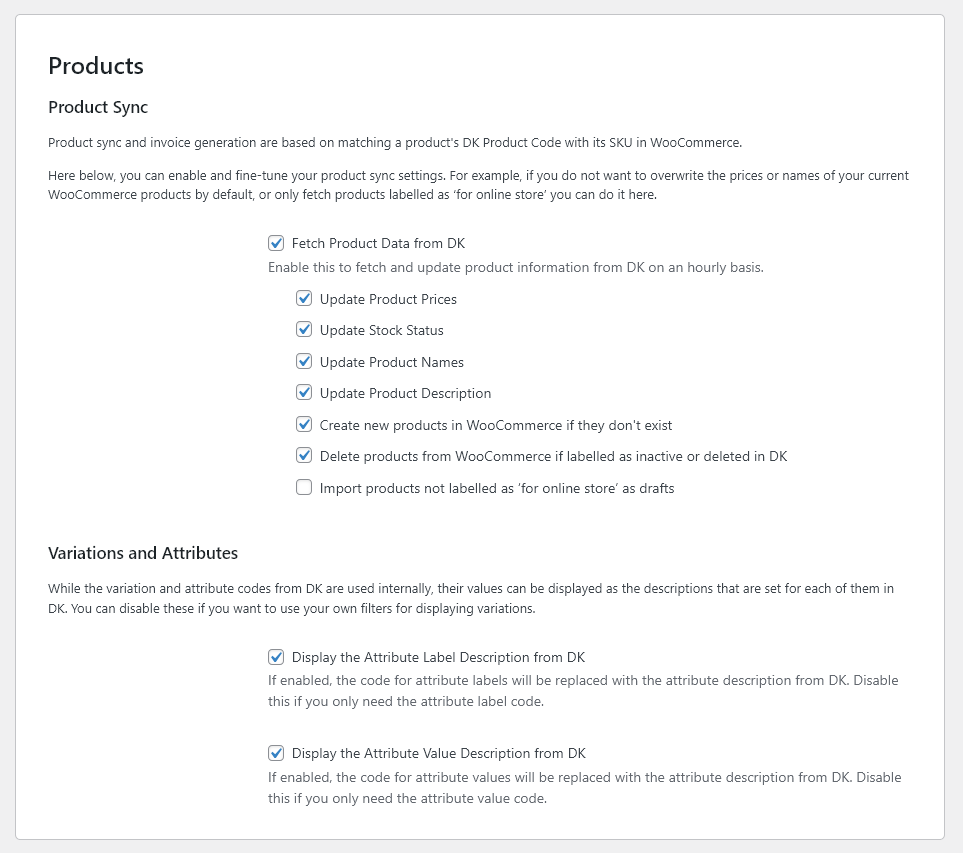 Products
Product Sync
Product sync and invoice generation are based on matching a product's DK Product Code with its SKU in WooCommerce.
Here below, you can enable and fine-tune your product sync settings. For example, if you do not want to overwrite the prices or names of your current
WooCommerce products by default, or only fetch products labelled as ‘for online store’ you can do it here.
Fetch Product Data from DK
Enable this to fetch and update product information from DK on an hourly basis.
Update Product Prices
Update Stock Status
Update Product Names
Update Product Description
Create new products in WooCommerce if they don't exist
Delete products from WooCommerce if labelled as inactive or deleted in DK
Import products not labelled as ‘for online store’ as drafts
Variations and Attributes
While the variation and attribute codes from DK are used internally, their values can be displayed as the descriptions that are set for each of them in
DK. You can disable these if you want to use your own filters for displaying variations.
Display the Attribute Label Description from DK
If enabled, the code for attribute labels will be replaced with the attribute description from DK. Disable
this if you only need the attribute label code.
Display the Attribute Value Description from DK
If enabled, the code for attribute values will be replaced with the attribute description from DK. Disable
this if you only need the attribute value code.